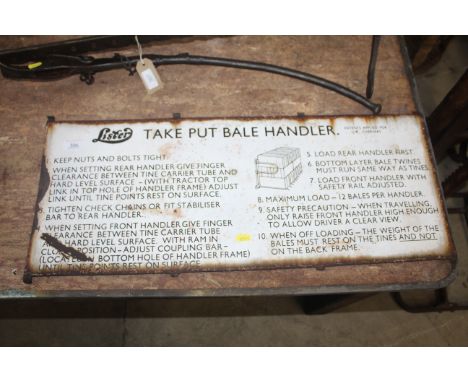 Lister
TAKE PUT BALE HANDLER.
PATENTS APPLIED FOR
U.K. COMPANY
KEEP NUTS AND BOLTS TIGHT
WHEN SETTING REAR HANDLER GIVE FINGER
CLEARANCE BETWEEN TINE CARRIER TUBE AND
HARD LEVEL SURFACE - (WITH TRACTOR TOP
LINK IN TOP HOLE OF HANDLER FRAME) ADJUST
LINK UNTIL TINE POINTS REST ON SURFACE.
TIGHTEN CHECK CHAINS OR FIT STABILISER
BAR TO REAR HANDLER.
WHEN SETTING FRONT HANDLER GIVE FINGER
CLEARANCE BETWEEN TINE CARRIER TUBE
HARD LEVEL SURFACE. WITH RAM IN
POSITION - ADJUST COUPLING BAR -
BOTTOM HOLE OF HANDLER FRAME)
POINTS REST ON SURFACE
5. LOAD REAR HANDLER FIRST
6. BOTTOM LAYER BALE TWINES
MUST RUN SAME WAY AS TINES.
7. LOAD FRONT HANDLER WITH
SAFETY RAIL ADJUSTED.
8. MAXIMUM LOAD - 12 BALES PER HANDLER.
9. SAFETY PRECAUTION - WHEN TRAVELLING,
ONLY RAISE FRONT HANDLER HIGH ENOUGH
TO ALLOW DRIVER A CLEAR VIEW.
10. WHEN OFF LOADING - THE WEIGHT OF THE
BALES MUST REST ON THE TINES AND NOT
ON THE BACK FRAME.